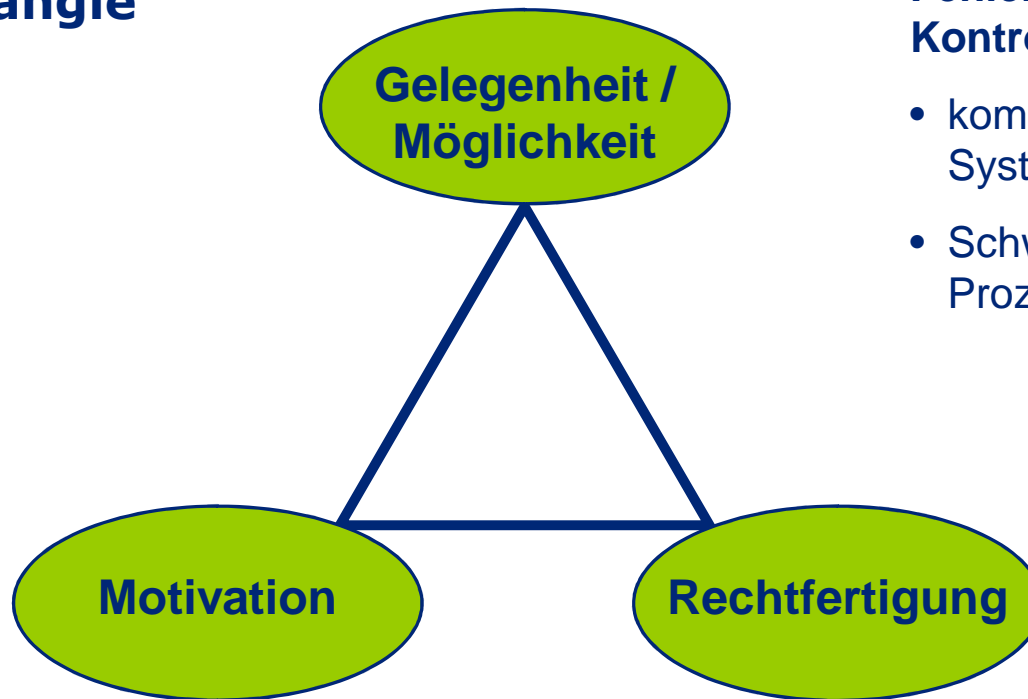 angle
Kontr
Gelegenheit /
Möglichkeit
• kom
Syst
• Schw
Proz
Motivation
Rechtfertigung